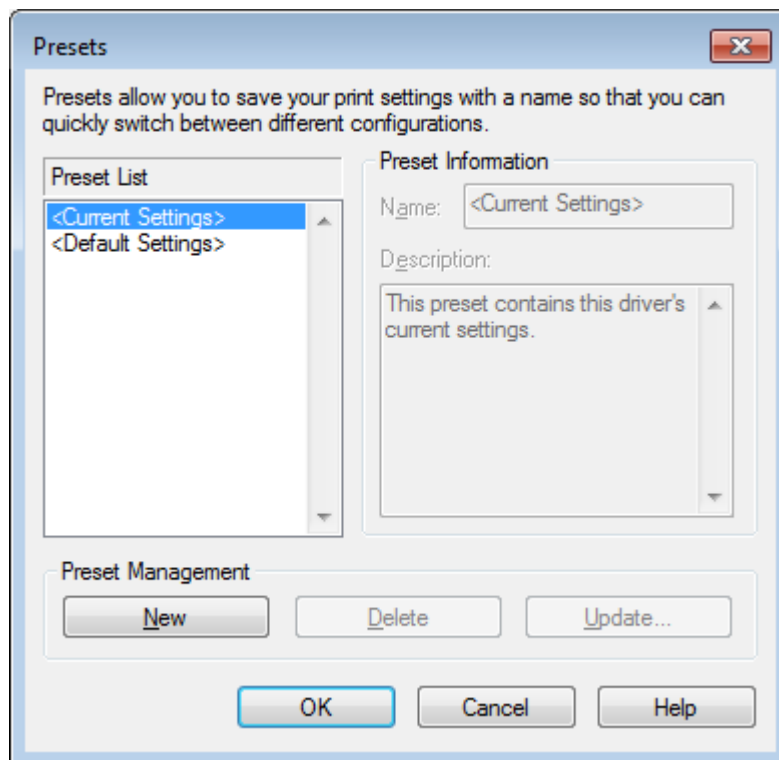 Presets
Presets allow you to save your print settings with a name so that you can
quickly switch between different configurations.
Preset List
<Current Settings>
<Default Settings>
Preset Information
Name: <Current Settings>
Description:
This preset contains this driver's
current settings.
Preset Management
New Delete Update...
OK Cancel Help